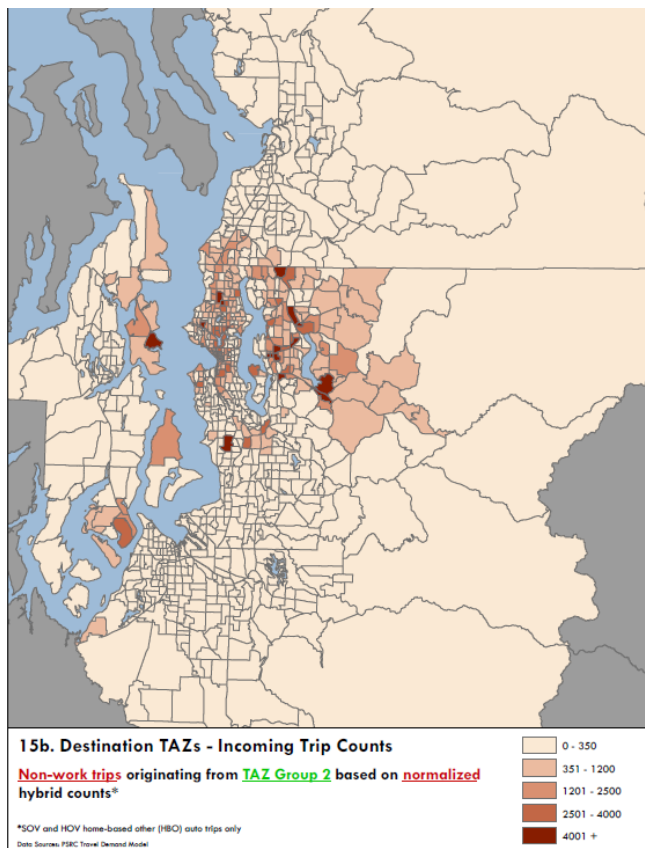 15b. Destination TAZs - Incoming Trip Counts
Non-work trips originating from TAZ Group 2 based on normalized
hybrid counts*
*SOV and HOV home-based other (HBO) auto trips only
Data Sources: PSRC Travel Demand Model
0 - 350
351 - 1200
1201 - 2500
2501 - 4000
4001 +